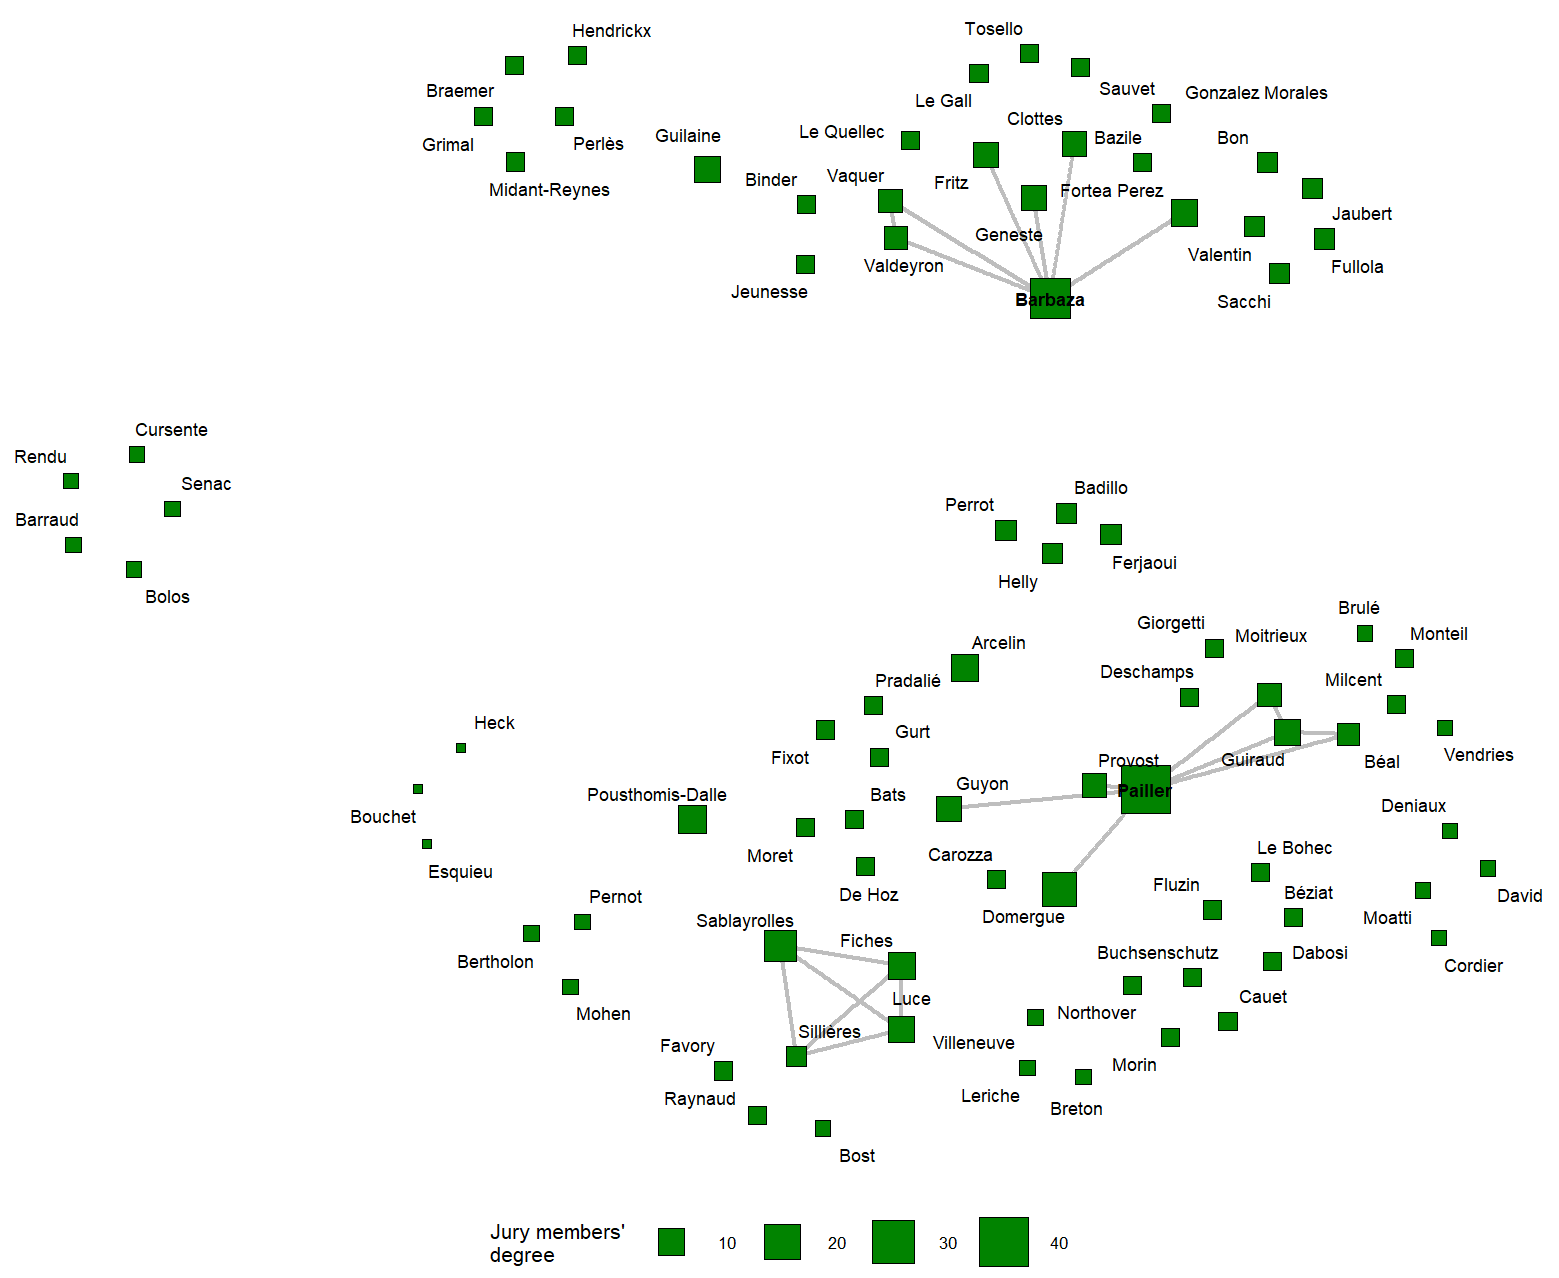 Hendrickx
Tosello
Braemer
Sauvet
Gonzalez Morales
Le Gall
Clottes
Le Quellec
Guilaine
Bazile
Bon
Grimal
Perlès
Midant-Reynes
Binder
Vaquer
Fritz
Fortea Perez
Jaubert
Geneste
Valentin
Valdeyron
Fullola
Jeunesse
Barbaza
Sacchi
Cursente
Rendu
Senac
Barraud
Bolos
Badillo
Perrot
Helly
Ferjaoui
Brulé
Giorgetti
Moitrieux
Monteil
Arcelin
Deschamps
Milcent
Pradalié
Heck
Gurt
Fixot
Provost
Guiraud
Béal
Vendries
Guyon
Pailler
Pousthomis-Dalle
Bats
Bouchet
Deniaux
Moret
Carozza
Le Bohec
Esquieu
De Hoz
Fluzin
Béziat
David
Pernot
Sablayrolles
Domergue
Moatti
Fiches
Bertholon
Buchsenschutz
Dabosi
Cordier
Luce
Cauet
Mohen
Northover
Sillières
Villeneuve
Favory
Morin
Raynaud
Leriche
Breton
Bost
Jury members'
degree
10
20
30
40